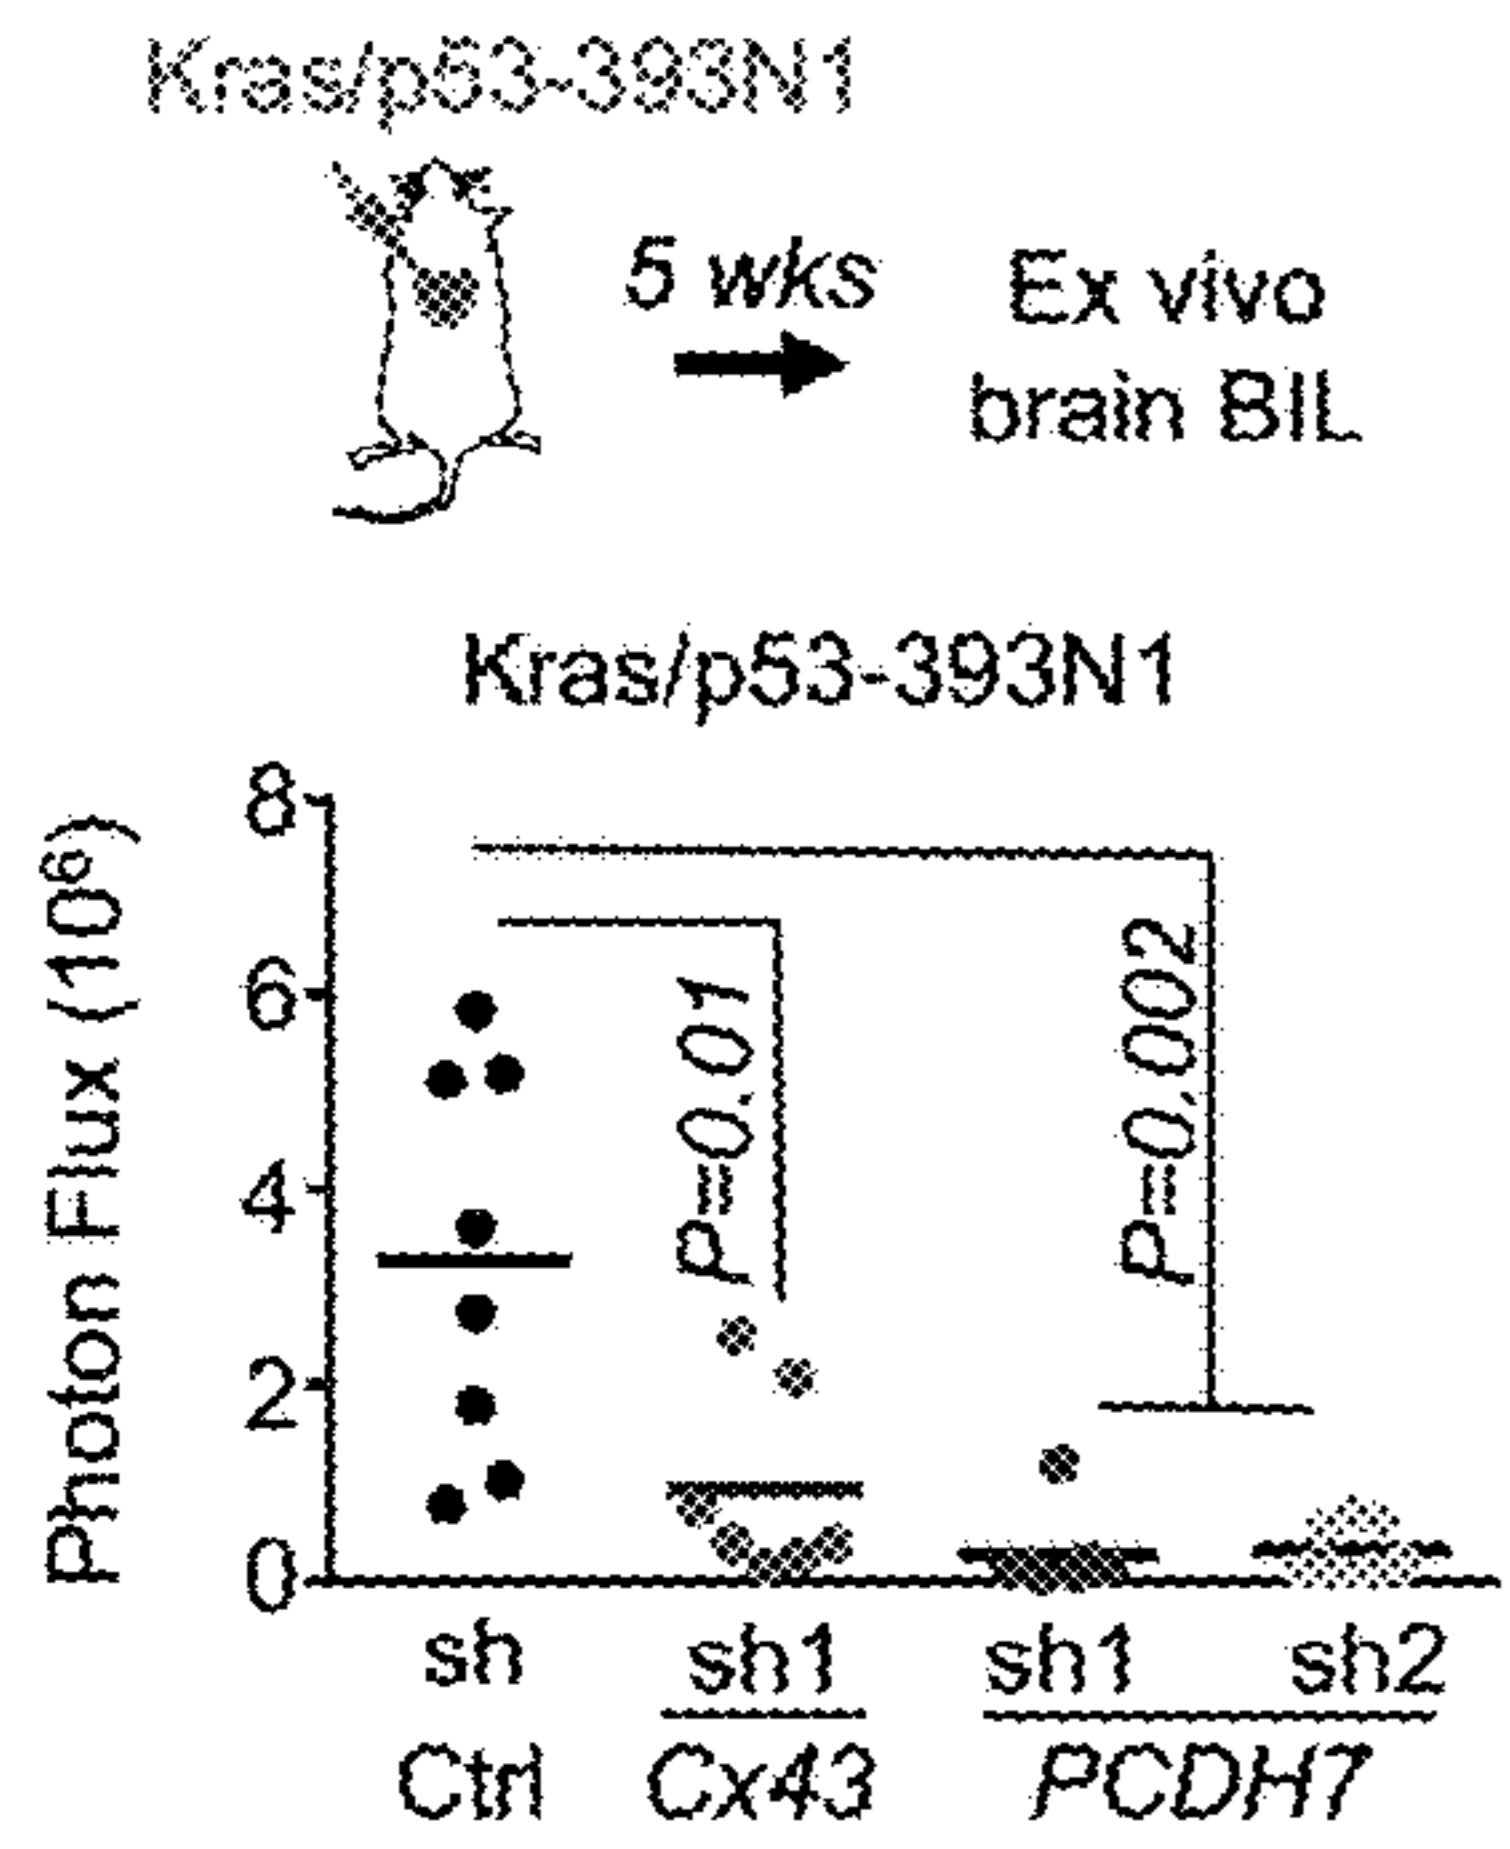 Kras/p53-393N1
5 wks
Ex vivo
brain BIL
Kras/p53-393N1
Photon Flux (10⁶)
8
6
4
2
0
P=0.01
P=0.002
sh sh1 sh1 sh2
Ctrl Cx43 PCDH7